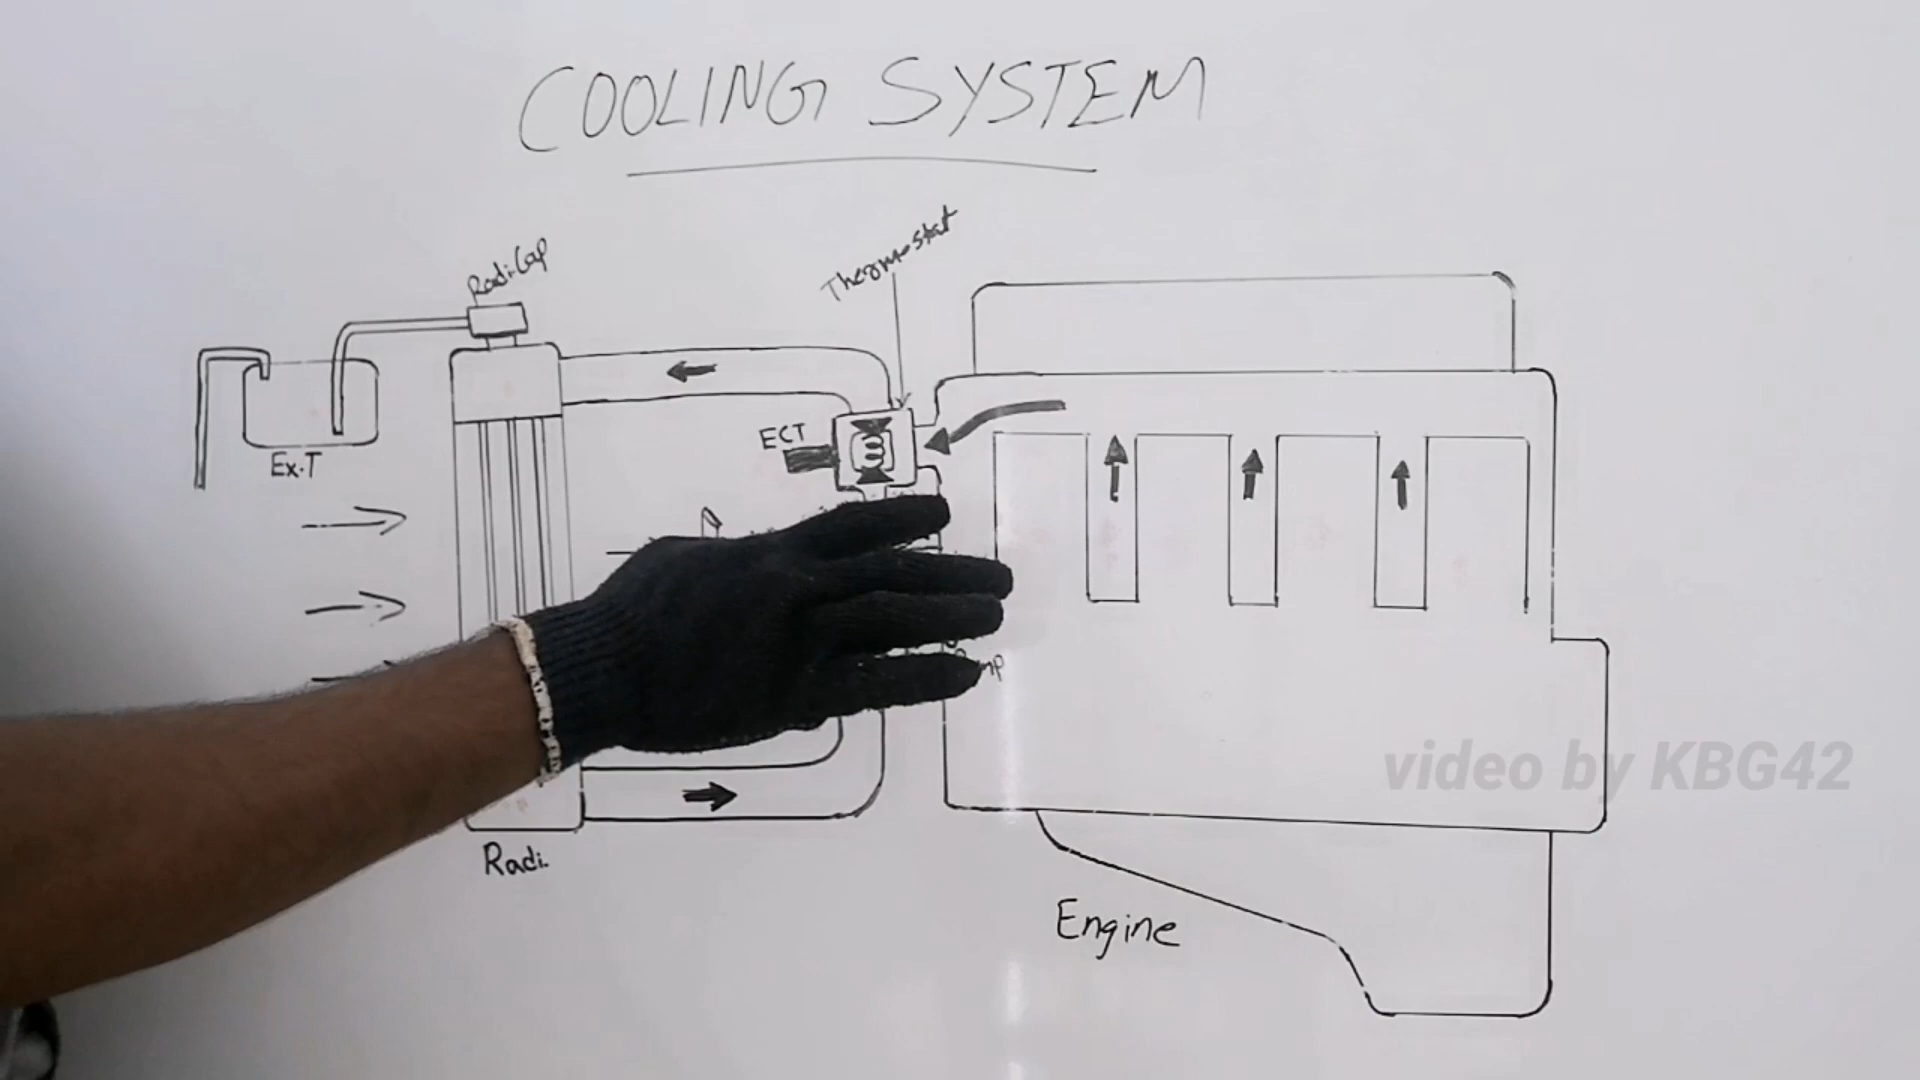 COOLING SYSTEM
Radi.Cap
Thermostat
ECT
Ex.T
video by KBG42
Radi.
Engine